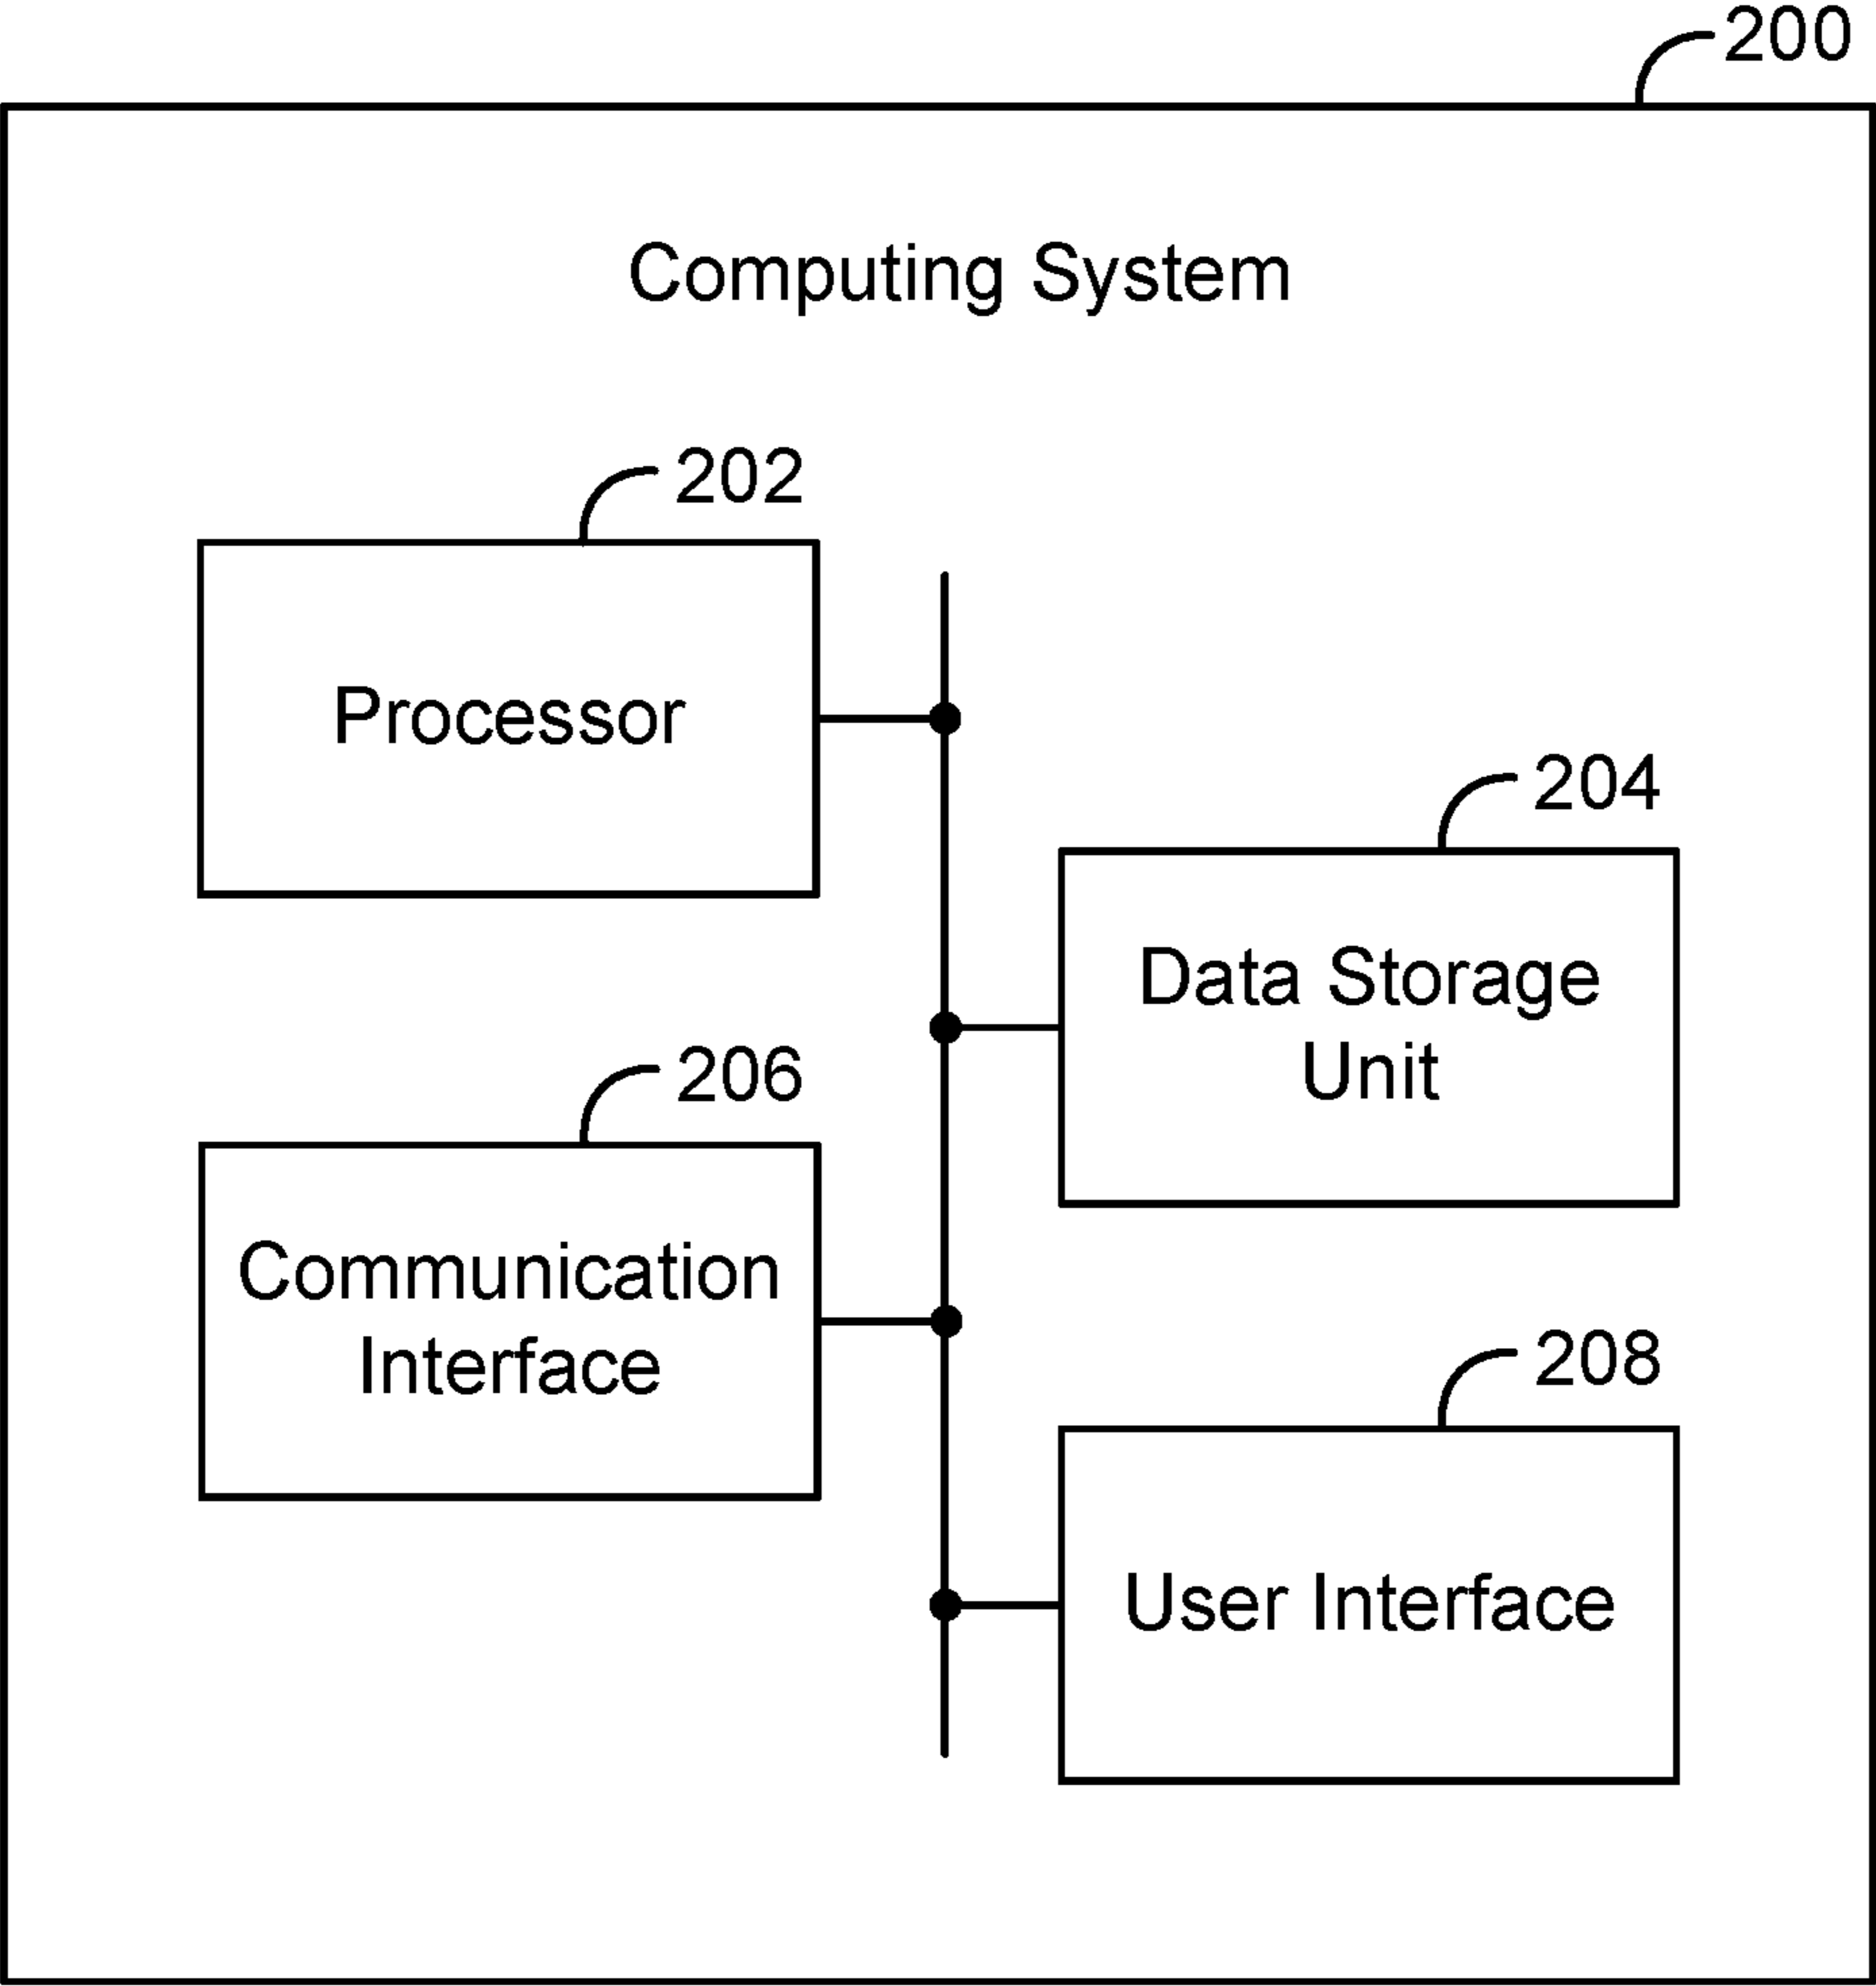 200
Computing System
202
Processor
204
Data Storage
Unit
206
Communication
Interface
208
User Interface